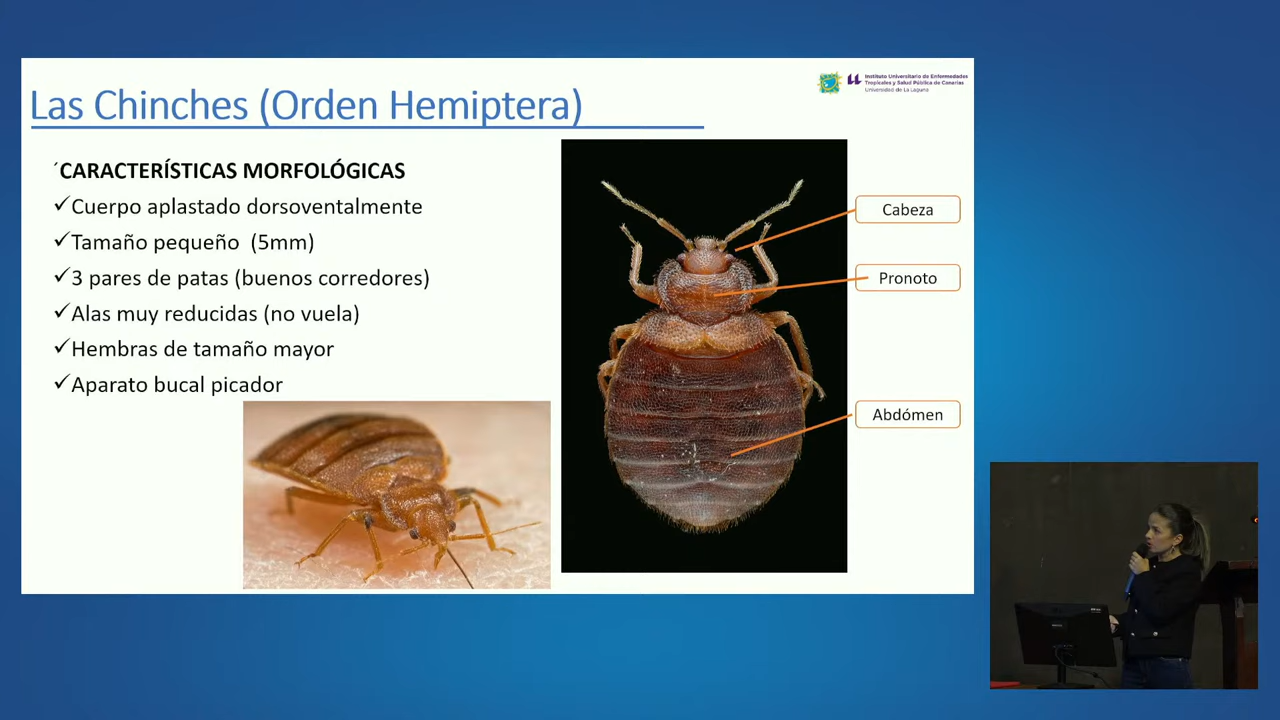 Las Chinches (Orden Hemiptera)
Instituto Universitario de Enfermedades
Tropicales y Salud Pública de Canarias
Universidad de La Laguna
´CARACTERÍSTICAS MORFOLÓGICAS
✓Cuerpo aplastado dorsoventalmente
✓Tamaño pequeño (5mm)
✓3 pares de patas (buenos corredores)
✓Alas muy reducidas (no vuela)
✓Hembras de tamaño mayor
✓Aparato bucal picador
Cabeza
Pronoto
Abdómen